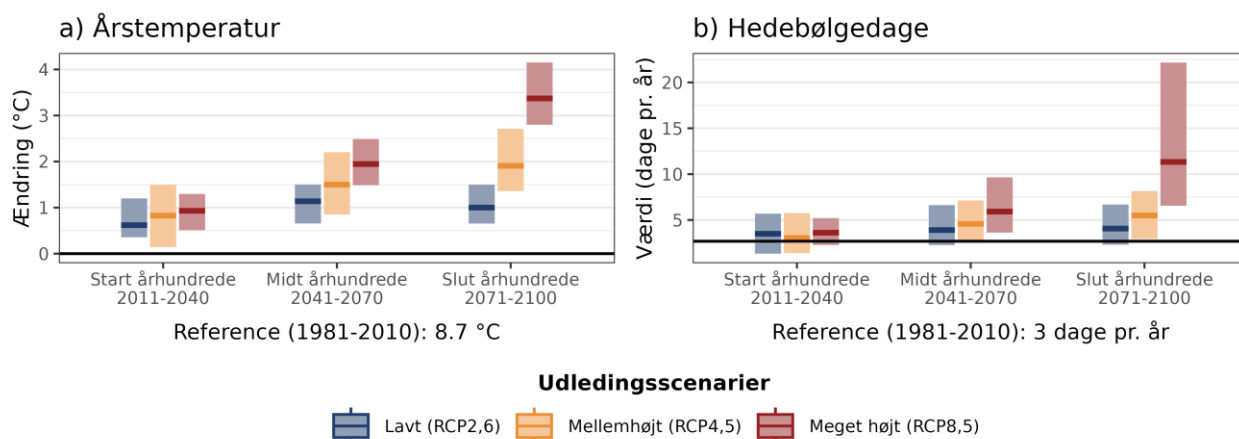 a) Årstemperatur
Ændring (°C)
4
3
2
1
0
Start århundrede
2011-2040
Midt århundrede
2041-2070
Slut århundrede
2071-2100
Reference (1981-2010): 8.7 °C
b) Hedebølgedage
Værdi (dage pr. år)
20
15
10
5
Start århundrede
2011-2040
Midt århundrede
2041-2070
Slut århundrede
2071-2100
Reference (1981-2010): 3 dage pr. år
Udledingsscenarier
Lavt (RCP2,6)
Mellemhøjt (RCP4,5)
Meget højt (RCP8,5)